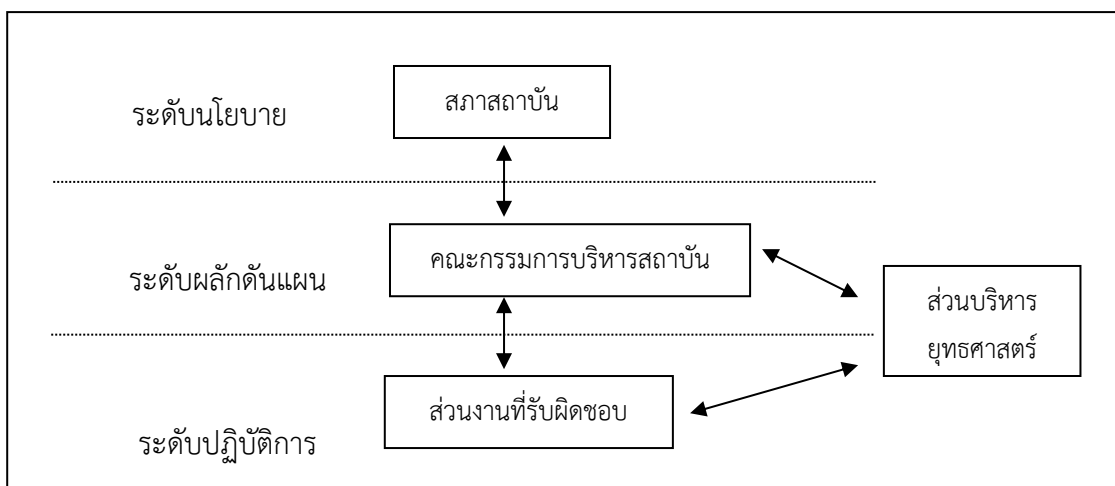 สภาสถาบัน
ระดับนโยบาย
คณะกรรมการบริหารสถาบัน
ระดับผลักดันแผน
ส่วนบริหาร
ยุทธศาสตร์
ส่วนงานที่รับผิดชอบ
ระดับปฏิบัติการ